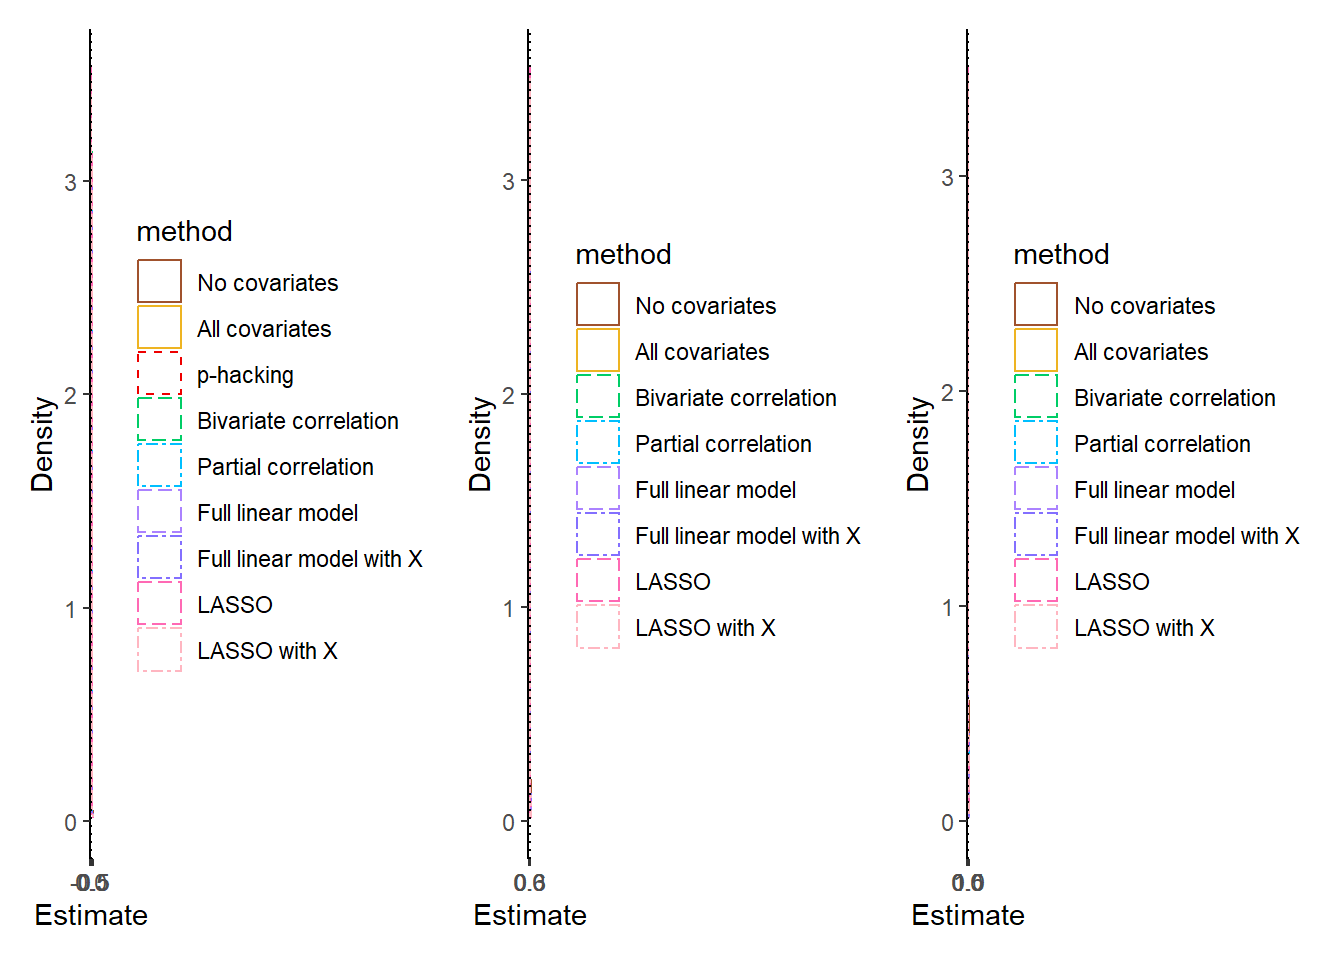 3
2
1
0
Density
Estimate
method
No covariates
All covariates
p-hacking
Bivariate correlation
Partial correlation
Full linear model
Full linear model with X
LASSO
LASSO with X
3
2
1
0
Density
Estimate
method
No covariates
All covariates
Bivariate correlation
Partial correlation
Full linear model
Full linear model with X
LASSO
LASSO with X
3
2
1
0
Density
Estimate
method
No covariates
All covariates
Bivariate correlation
Partial correlation
Full linear model
Full linear model with X
LASSO
LASSO with X